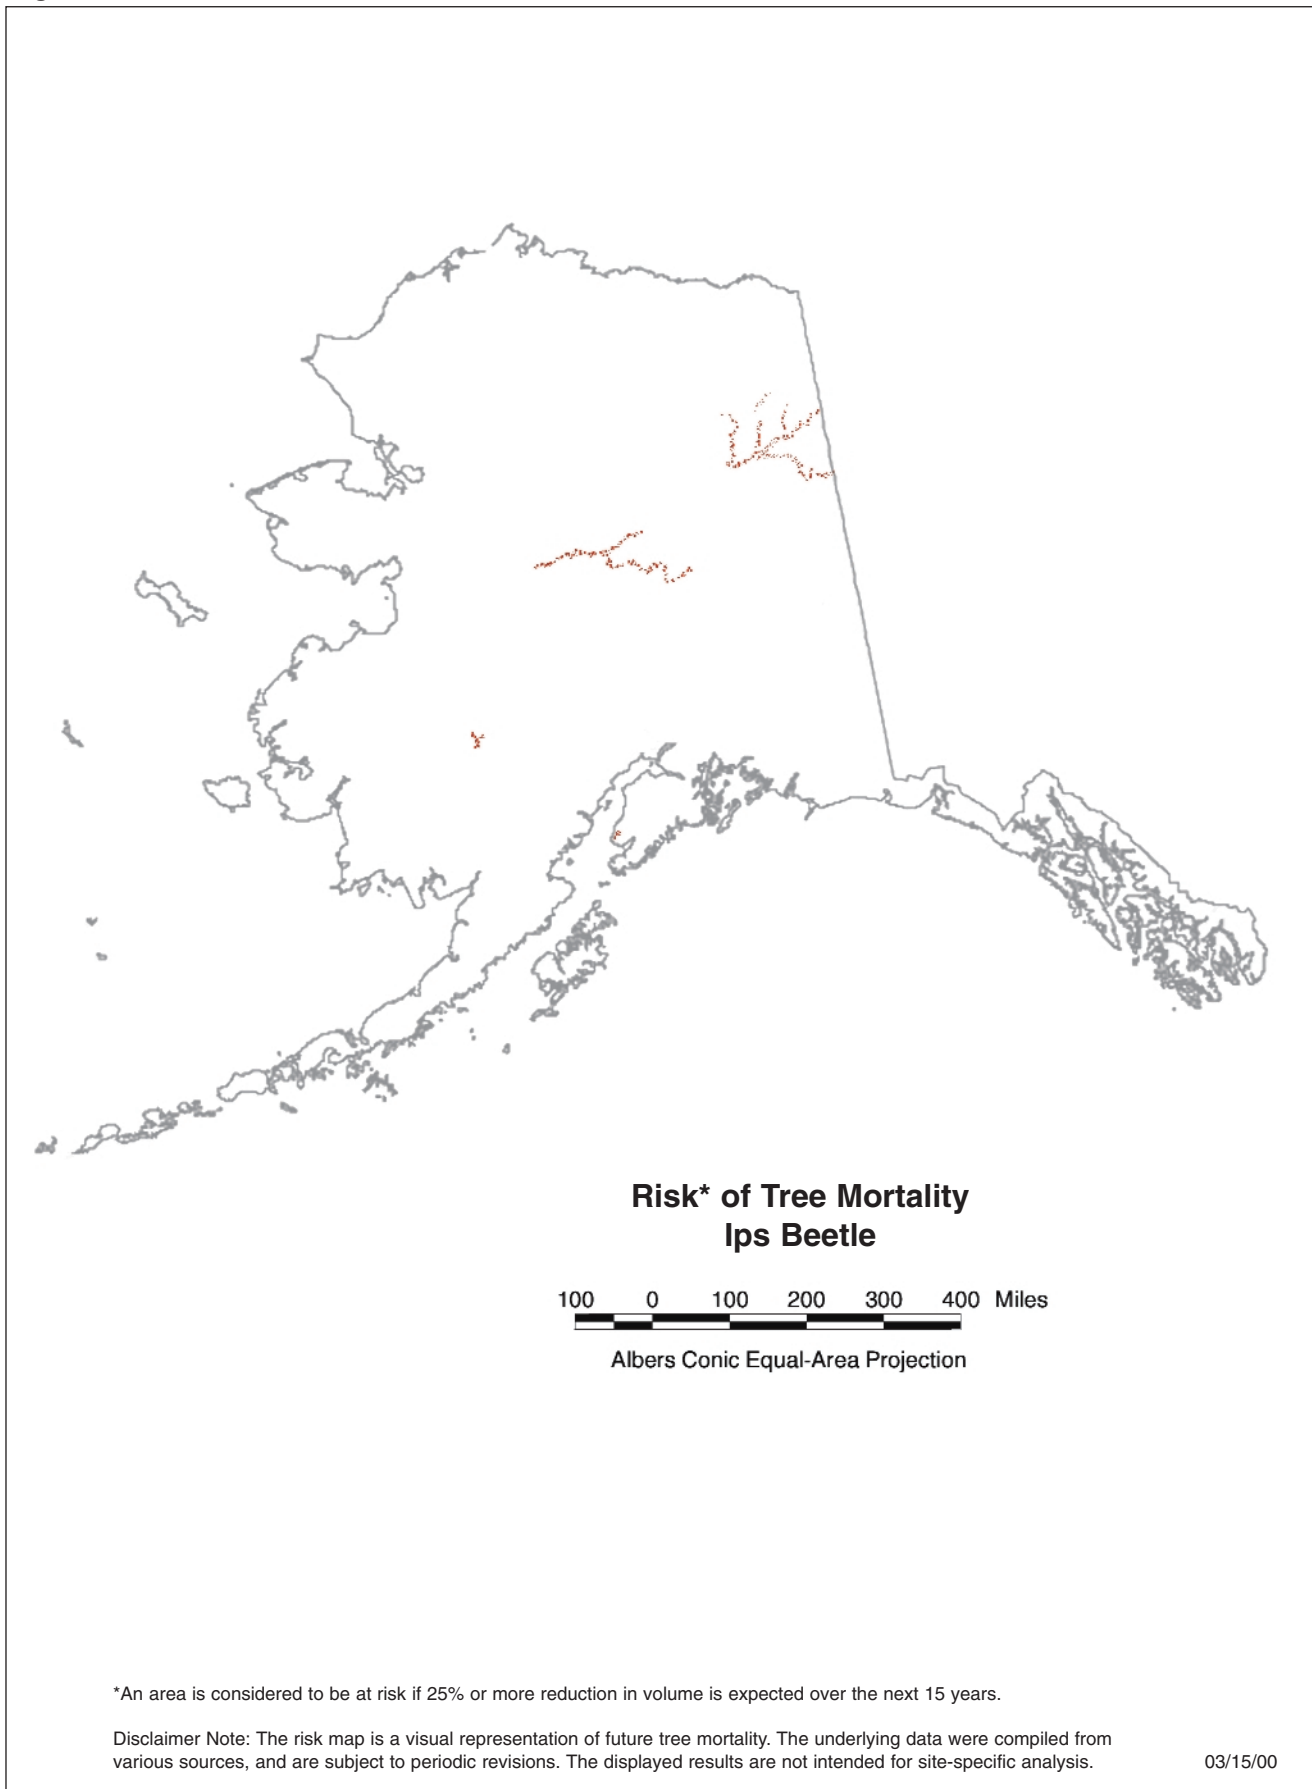 Risk* of Tree Mortality
Ips Beetle
100 0 100 200 300 400 Miles
Albers Conic Equal-Area Projection
*An area is considered to be at risk if 25% or more reduction in volume is expected over the next 15 years.
Disclaimer Note: The risk map is a visual representation of future tree mortality. The underlying data were compiled from
various sources, and are subject to periodic revisions. The displayed results are not intended for site-specific analysis. 03/15/00